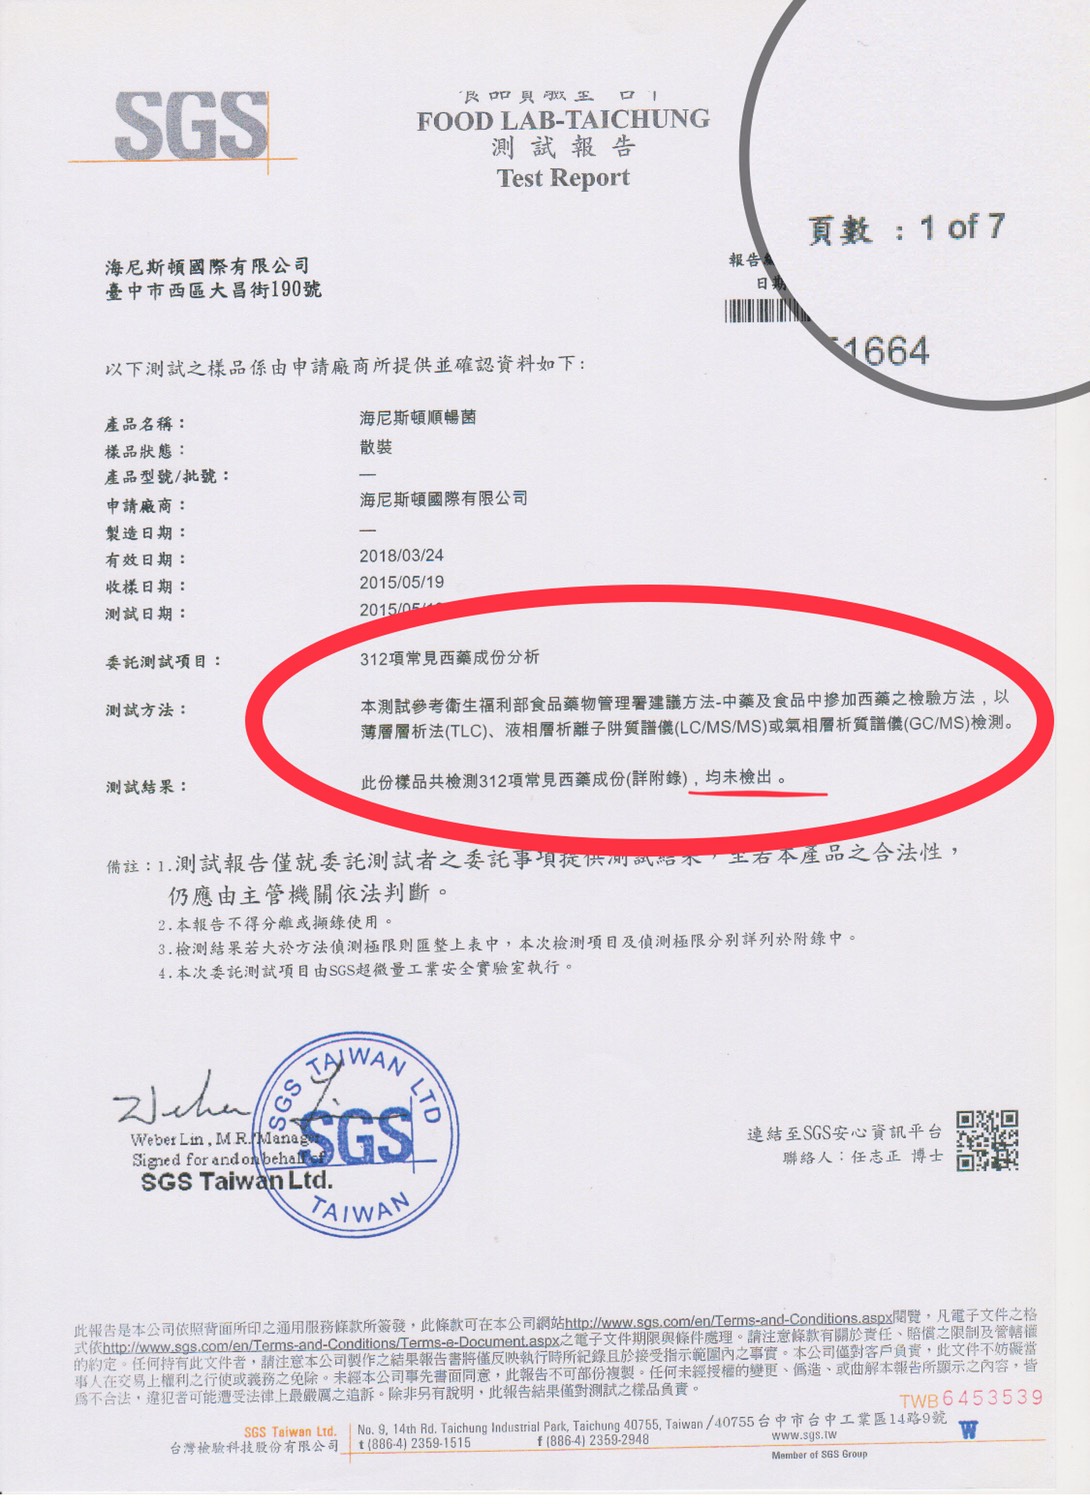 SGS
FOOD LAB-TAICHUNG
測 試 報 告
Test Report
頁數 : 1 of 7
海尼斯頓國際有限公司
臺中市西區大昌街190號
報告
日期
1664
以下測試之樣品係由申請廠商所提供並確認資料如下:
產品名稱: 海尼斯頓順暢菌
樣品狀態: 散裝
產品型號/批號: —
申請廠商: 海尼斯頓國際有限公司
製造日期: —
有效日期: 2018/03/24
收樣日期: 2015/05/19
測試日期: 2015/05/
委託測試項目: 312項常見西藥成份分析
測試方法: 本測試參考衛生福利部食品藥物管理署建議方法-中藥及食品中摻加西藥之檢驗方法，以
薄層層析法(TLC)、液相層析離子阱質譜儀(LC/MS/MS)或氣相層析質譜儀(GC/MS)檢測。
測試結果: 此份樣品共檢測312項常見西藥成份(詳附錄)，均未檢出。
備註:1.測試報告僅就委託測試者之委託事項提供測試結果，至若本產品之合法性，
仍應由主管機關依法判斷。
2.本報告不得分離或擷錄使用。
3.檢測結果若大於方法偵測極限則匯整上表中，本次檢測項目及偵測極限分別詳列於附錄中。
4.本次委託測試項目由SGS超微量工業安全實驗室執行。
SGS TAIWAN LTD
SGS
TAIWAN
Weber Lin, M.R./Manager
Signed for and on behalf of
SGS Taiwan Ltd.
連結至SGS安心資訊平台
聯絡人:任志正 博士
此報告是本公司依照背面所印之通用服務條款所簽發，此條款可在本公司網站http://www.sgs.com/en/Terms-and-Conditions.aspx閱覽，凡電子文件之格
式依http://www.sgs.com/en/Terms-and-Conditions/Terms-e-Document.aspx之電子文件期限與條件處理。請注意條款有關於責任、賠償之限制及管轄權
的約定。任何持有此文件者，請注意本公司製作之結果報告書將僅反映執行時所紀錄且於接受指示範圍內之事實。本公司僅對客戶負責，此文件不妨礙當
事人在交易上權利之行使或義務之免除。未經本公司事先書面同意，此報告不可部份複製。任何未經授權的變更、偽造、或曲解本報告所顯示之內容，皆
為不合法，違犯者可能遭受法律上最嚴厲之追訴。除非另有說明，此報告結果僅對測試之樣品負責。
TWB6453539
SGS Taiwan Ltd.
台灣檢驗科技股份有限公司
No. 9, 14th Rd. Taichung Industrial Park, Taichung 40755, Taiwan /40755台中市台中工業區14路9號
t (886-4) 2359-1515 f (886-4) 2359-2948 www.sgs.tw
Member of SGS Group